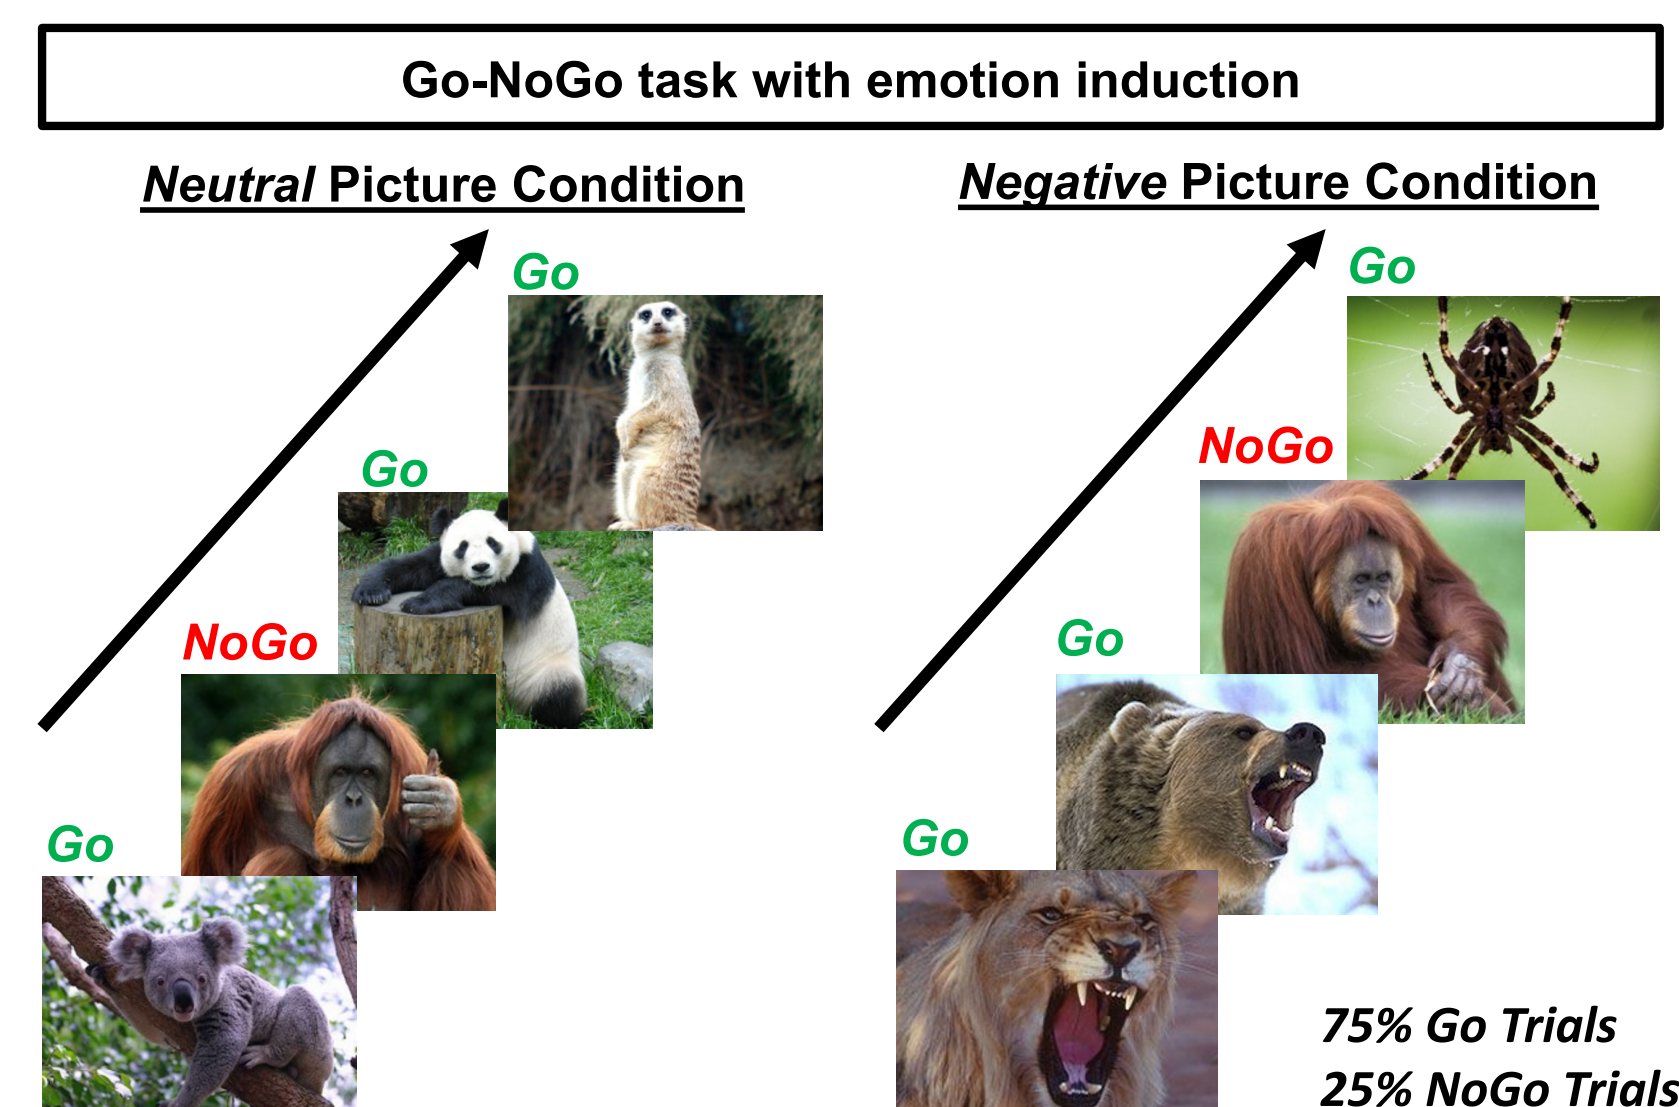 Go-NoGo task with emotion induction
Neutral Picture Condition
Go
Go
NoGo
Go
Negative Picture Condition
Go
NoGo
Go
Go
75% Go Trials
25% NoGo Trials